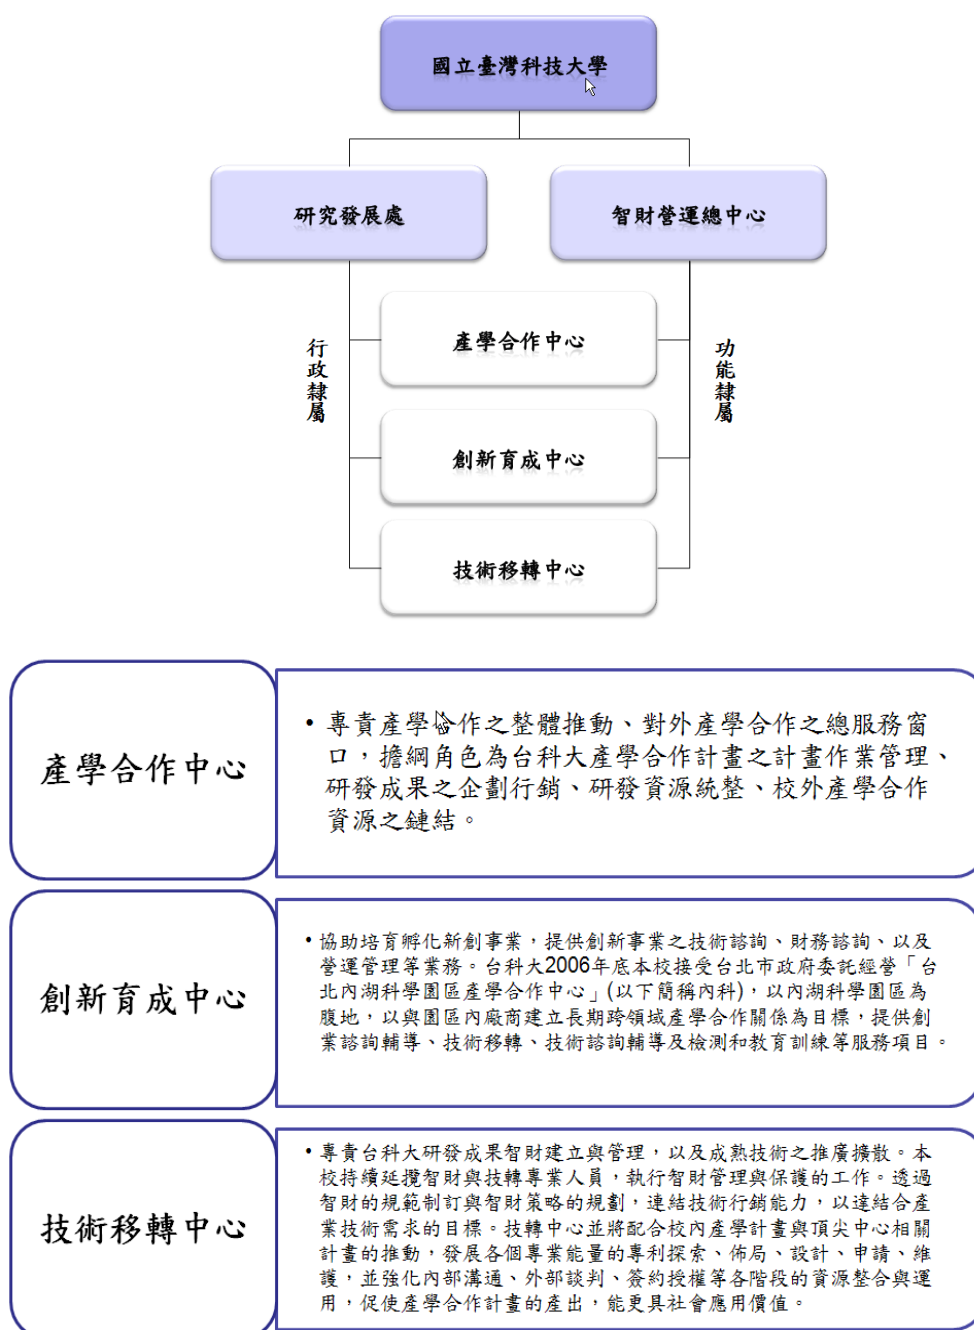 國立臺灣科技大學
研究發展處
智財營運總中心
行政隸屬
產學合作中心
功能隸屬
創新育成中心
技術移轉中心
產學合作中心
• 專責產學合作之整體推動、對外產學合作之總服務窗
口，擔綱角色為台科大產學合作計畫之計畫作業管理、
研發成果之企劃行銷、研發資源統整、校外產學合作
資源之鏈結。
創新育成中心
• 協助培育孵化新創事業，提供創新事業之技術諮詢、財務諮詢、以及
營運管理等業務。台科大2006年底本校接受台北市政府委託經營「台
北內湖科學園區產學合作中心」(以下簡稱內科)，以內湖科學園區為
腹地，以與園區內廠商建立長期跨領域產學合作關係為目標，提供創
業諮詢輔導、技術移轉、技術諮詢輔導及檢測和教育訓練等服務項目。
技術移轉中心
• 專責台科大研發成果智財建立與管理，以及成熟技術之推廣擴散。本
校持續延攬智財與技轉專業人員，執行智財管理與保護的工作。透過
智財的規範制訂與智財策略的規劃，連結技術行銷能力，以達結合產
業技術需求的目標。技轉中心並將配合校內產學計畫與頂尖中心相關
計畫的推動，發展各個專業能量的專利探索、佈局、設計、申請、維
護，並強化內部溝通、外部談判、簽約授權等各階段的資源整合與運
用，促使產學合作計畫的產出，能更具社會應用價值。